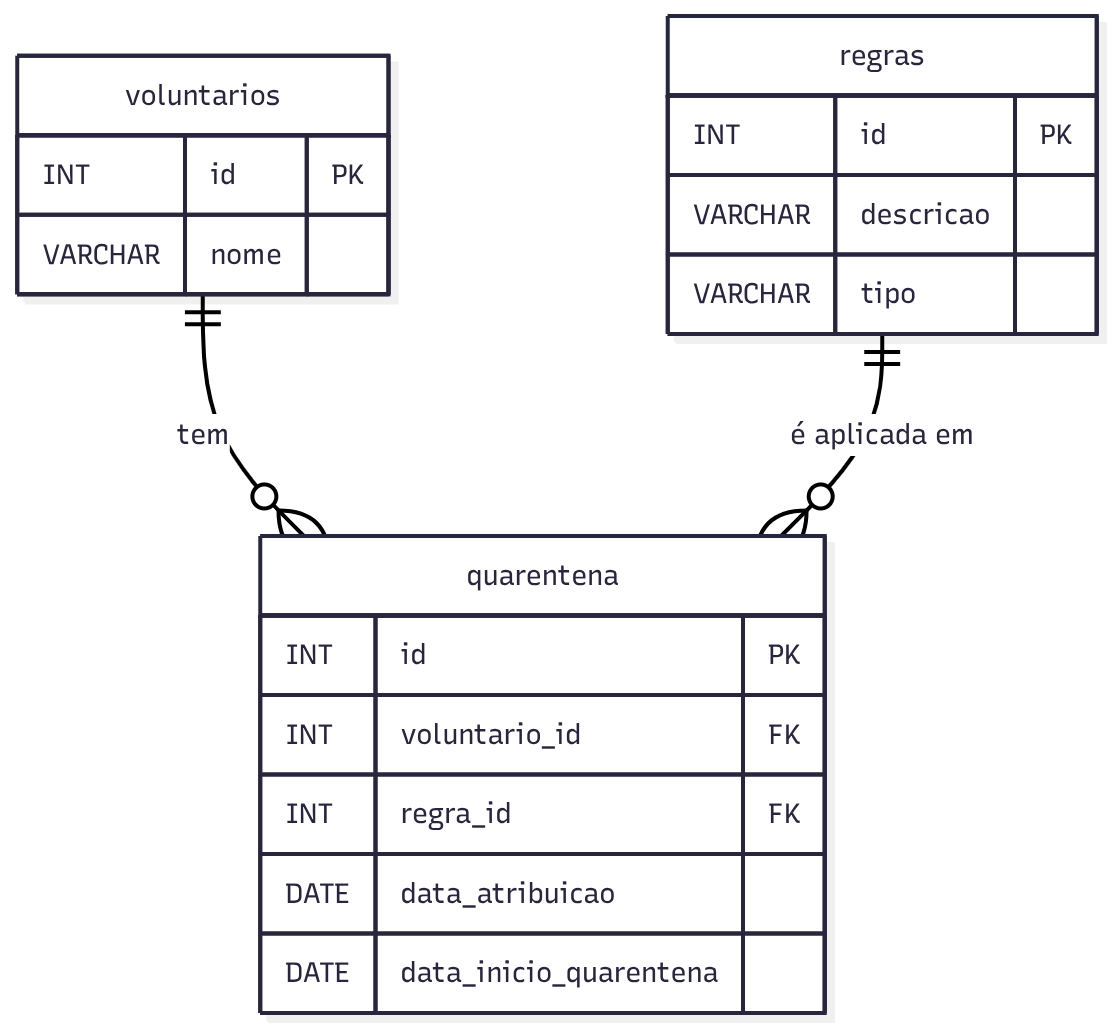 voluntarios
INT id PK
VARCHAR nome
regras
INT id PK
VARCHAR descricao
VARCHAR tipo
tem
é aplicada em
quarentena
INT id PK
INT voluntario_id FK
INT regra_id FK
DATE data_atribuicao
DATE data_inicio_quarentena